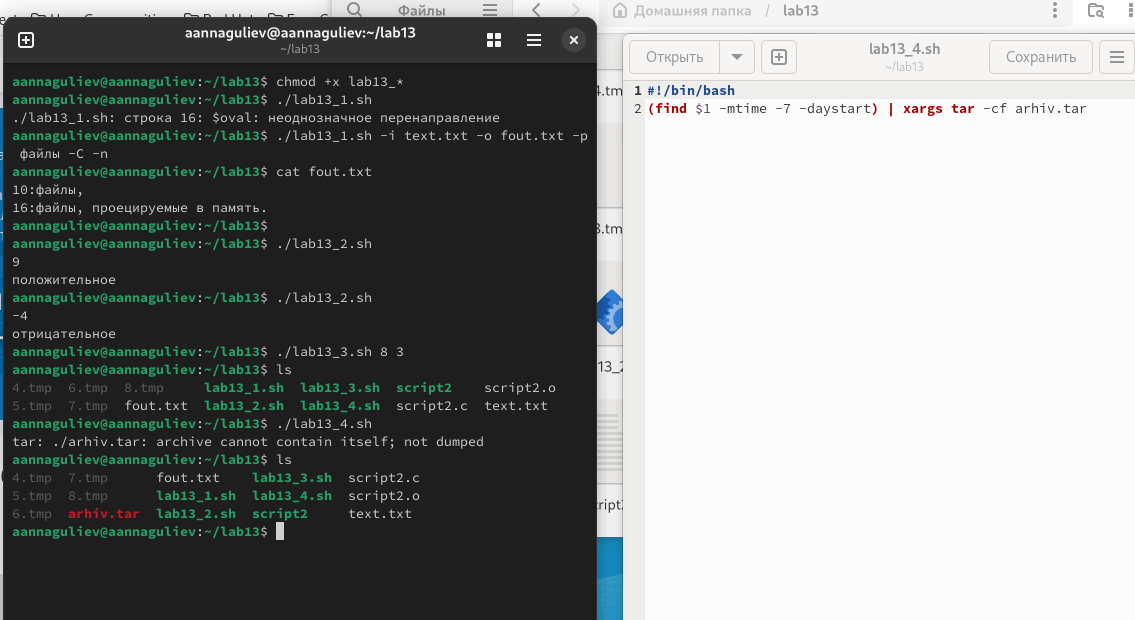 Файлы
Домашняя папка / lab13
aannaguliev@aannaguliev:~/lab13
~/lab13
aannaguliev@aannaguliev:~/lab13$ chmod +x lab13_*
aannaguliev@aannaguliev:~/lab13$ ./lab13_1.sh
./lab13_1.sh: строка 16: $oval: неоднозначное перенаправление
aannaguliev@aannaguliev:~/lab13$ ./lab13_1.sh -i text.txt -o fout.txt -p
файлы -C -n
aannaguliev@aannaguliev:~/lab13$ cat fout.txt
10:файлы,
16:файлы, проецируемые в память.
aannaguliev@aannaguliev:~/lab13$
aannaguliev@aannaguliev:~/lab13$ ./lab13_2.sh
9
положительное
aannaguliev@aannaguliev:~/lab13$ ./lab13_2.sh
-4
отрицательное
aannaguliev@aannaguliev:~/lab13$ ./lab13_3.sh 8 3
aannaguliev@aannaguliev:~/lab13$ ls
4.tmp 6.tmp 8.tmp lab13_1.sh lab13_3.sh script2 script2.o
5.tmp 7.tmp fout.txt lab13_2.sh lab13_4.sh script2.c text.txt
aannaguliev@aannaguliev:~/lab13$ ./lab13_4.sh
tar: ./arhiv.tar: archive cannot contain itself; not dumped
aannaguliev@aannaguliev:~/lab13$ ls
4.tmp 7.tmp fout.txt lab13_3.sh script2.c
5.tmp 8.tmp lab13_1.sh lab13_4.sh script2.o
6.tmp arhiv.tar lab13_2.sh script2 text.txt
aannaguliev@aannaguliev:~/lab13$
Открыть
lab13_4.sh
~/lab13
Сохранить
1 #!/bin/bash
2 (find $1 -mtime -7 -daystart) | xargs tar -cf arhiv.tar